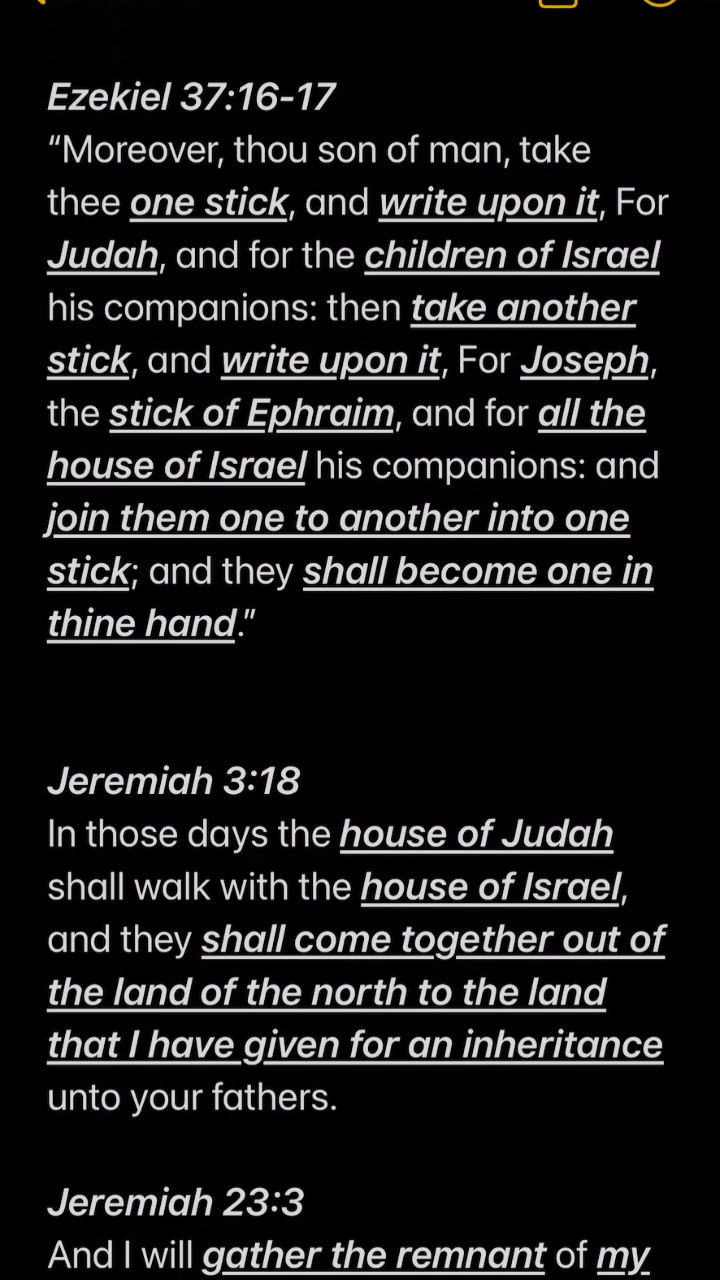 Ezekiel 37:16-17
“Moreover, thou son of man, take
thee one stick, and write upon it, For
Judah, and for the children of Israel
his companions: then take another
stick, and write upon it, For Joseph,
the stick of Ephraim, and for all the
house of Israel his companions: and
join them one to another into one
stick; and they shall become one in
thine hand.”
Jeremiah 3:18
In those days the house of Judah
shall walk with the house of Israel,
and they shall come together out of
the land of the north to the land
that I have given for an inheritance
unto your fathers.
Jeremiah 23:3
And I will gather the remnant of my